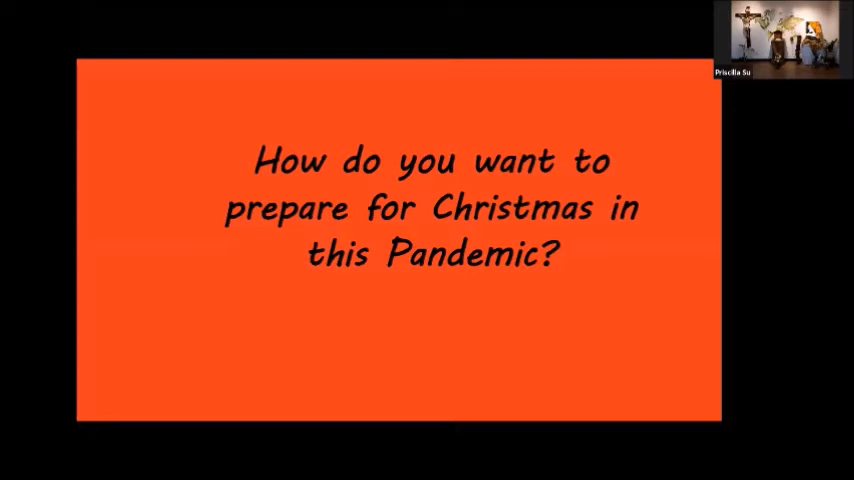 Priscilla Su
How do you want to
prepare for Christmas in
this Pandemic?